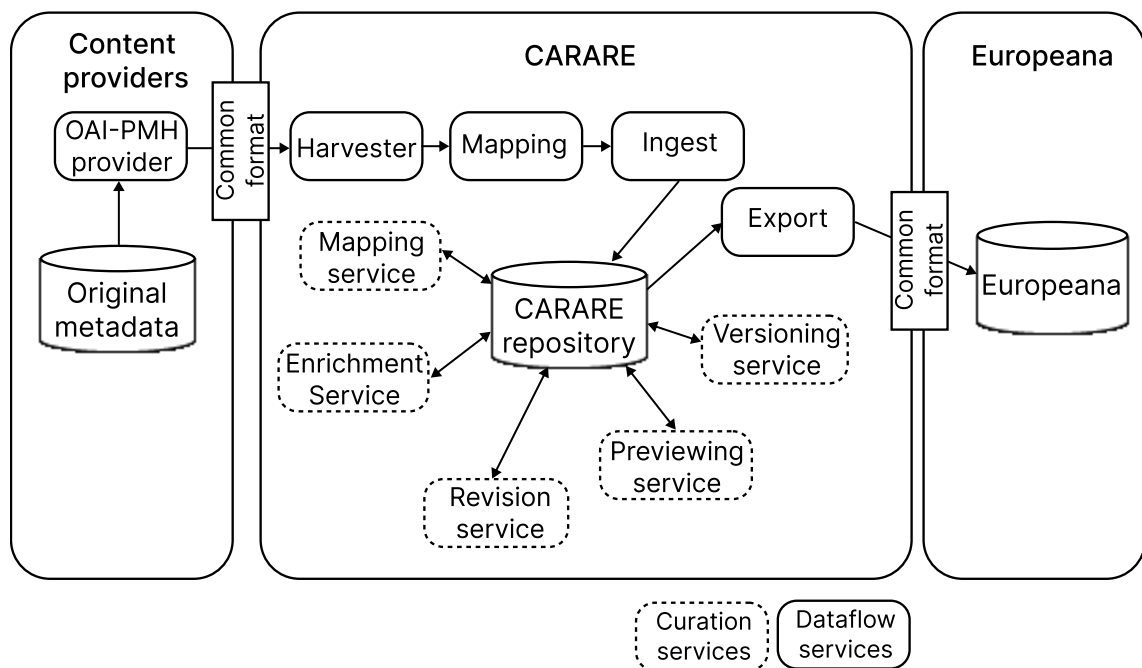 Content
providers
CARARE
Europeana
OAI-PMH
provider
Common
format
Harvester
Mapping
Ingest
Export
Common
format
Original
metadata
Mapping
service
CARARE
repository
Europeana
Enrichment
Service
Versioning
service
Previewing
service
Revision
service
Curation
services
Dataflow
services